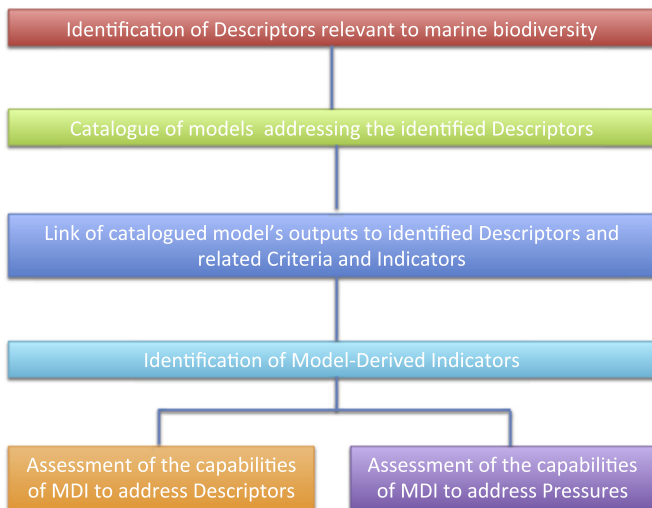 Identification of Descriptors relevant to marine biodiversity
Catalogue of models addressing the identified Descriptors
Link of catalogued model's outputs to identified Descriptors and
related Criteria and Indicators
Identification of Model-Derived Indicators
Assessment of the capabilities
of MDI to address Descriptors
Assessment of the capabilities
of MDI to address Pressures